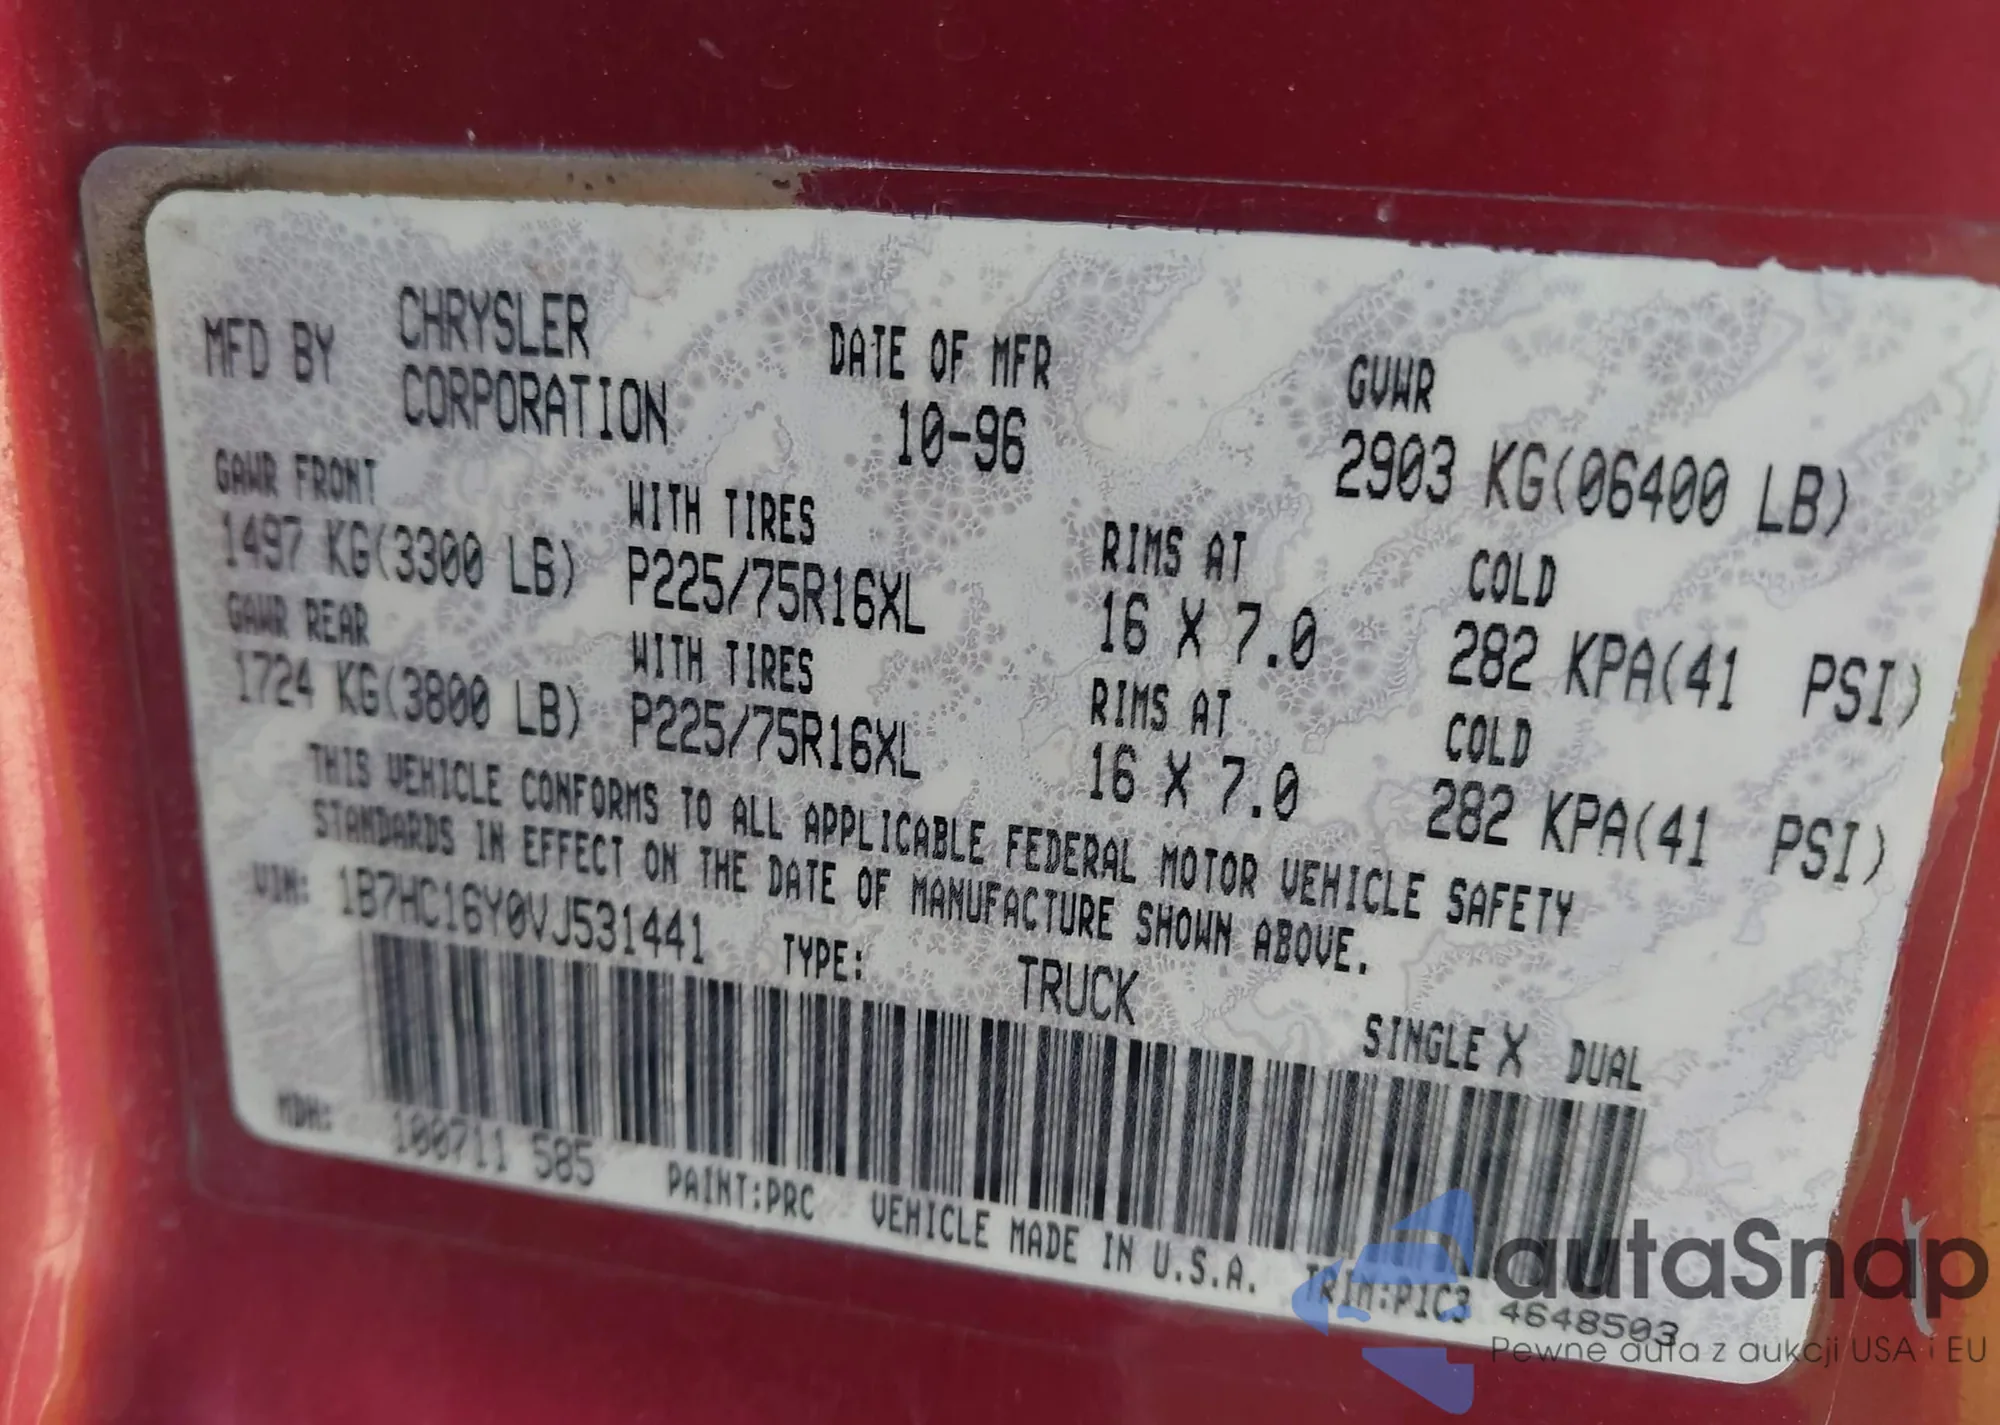 MFD BY CHRYSLER CORPORATION DATE OF MFR 10-96 GVWR 2903 KG(06400 LB)
GAWR FRONT WITH TIRES RIMS AT COLD
1497 KG(3300 LB) P225/75R16XL 16 X 7.0 282 KPA(41 PSI)
GAWR REAR WITH TIRES RIMS AT COLD
1724 KG(3800 LB) P225/75R16XL 16 X 7.0 282 KPA(41 PSI)
THIS VEHICLE CONFORMS TO ALL APPLICABLE FEDERAL MOTOR VEHICLE SAFETY
STANDARDS IN EFFECT ON THE DATE OF MANUFACTURE SHOWN ABOVE.
VIN: 1B7HC16Y0VJ531441 TYPE: TRUCK SINGLE X DUAL
MDH: 100711 585 PAINT:PRC VEHICLE MADE IN U.S.A. TRIM:P1C3 4648503
autaSnap
Pewne auta z aukcji USA i EU